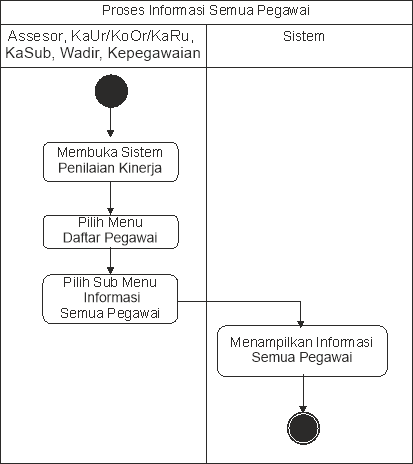 Proses Informasi Semua Pegawai
Assesor, KaUr/KoOr/KaRu,
KaSub, Wadir, Kepegawaian
Sistem
Membuka Sistem
Penilaian Kinerja
Pilih Menu
Daftar Pegawai
Pilih Sub Menu
Informasi
Semua Pegawai
Menampilkan Informasi
Semua Pegawai